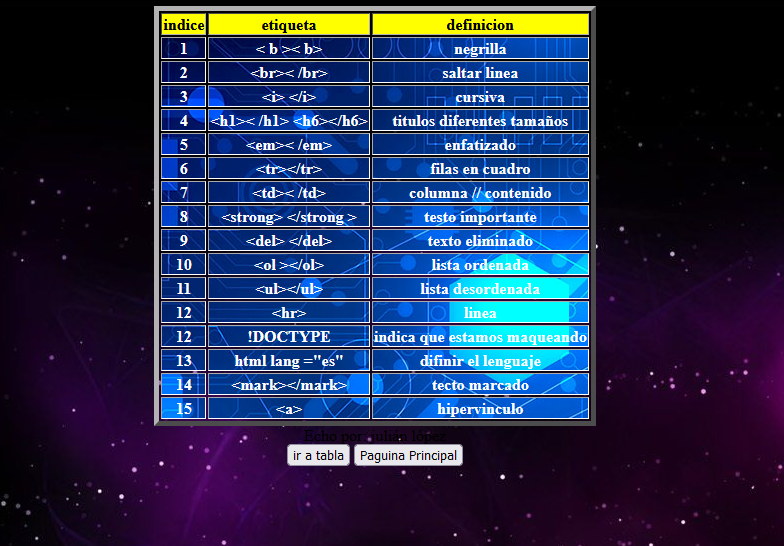 indice etiqueta definicion
1 < b >< b> negrilla
2 <br>< /br> saltar linea
3 <i> </i> cursiva
4 <h1>< /h1> <h6></h6> titulos diferentes tamaños
5 <em>< /em> enfatizado
6 <tr></tr> filas en cuadro
7 <td>< /td> columna // contenido
8 <strong> </strong > testo importante
9 <del> </del> texto eliminado
10 <ol ></ol> lista ordenada
11 <ul></ul> lista desordenada
12 <hr> linea
12 !DOCTYPE indica que estamos maqueando
13 html lang ="es" difinir el lenguaje
14 <mark></mark> tecto marcado
15 <a> hipervinculo
Echo por
ir a tabla Paguina Principal